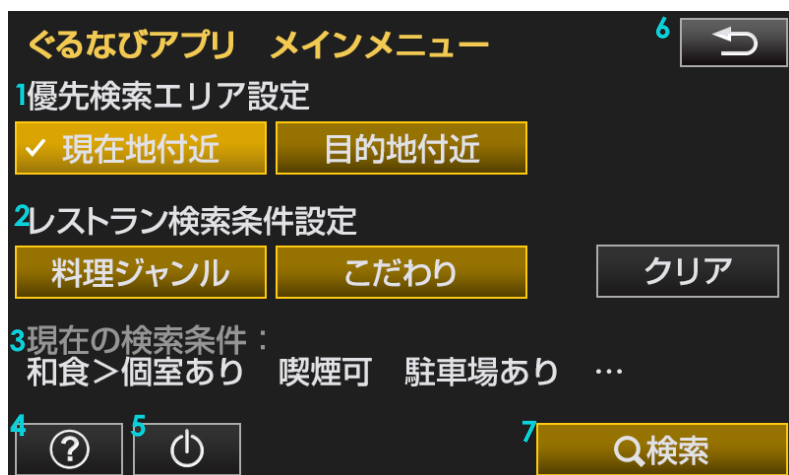 ぐるなびアプリ　メインメニュー 6
1優先検索エリア設定
✓ 現在地付近 目的地付近
2レストラン検索条件設定
料理ジャンル こだわり クリア
3現在の検索条件：
和食＞個室あり　喫煙可　駐車場あり　…
4 ? 5 7 検索